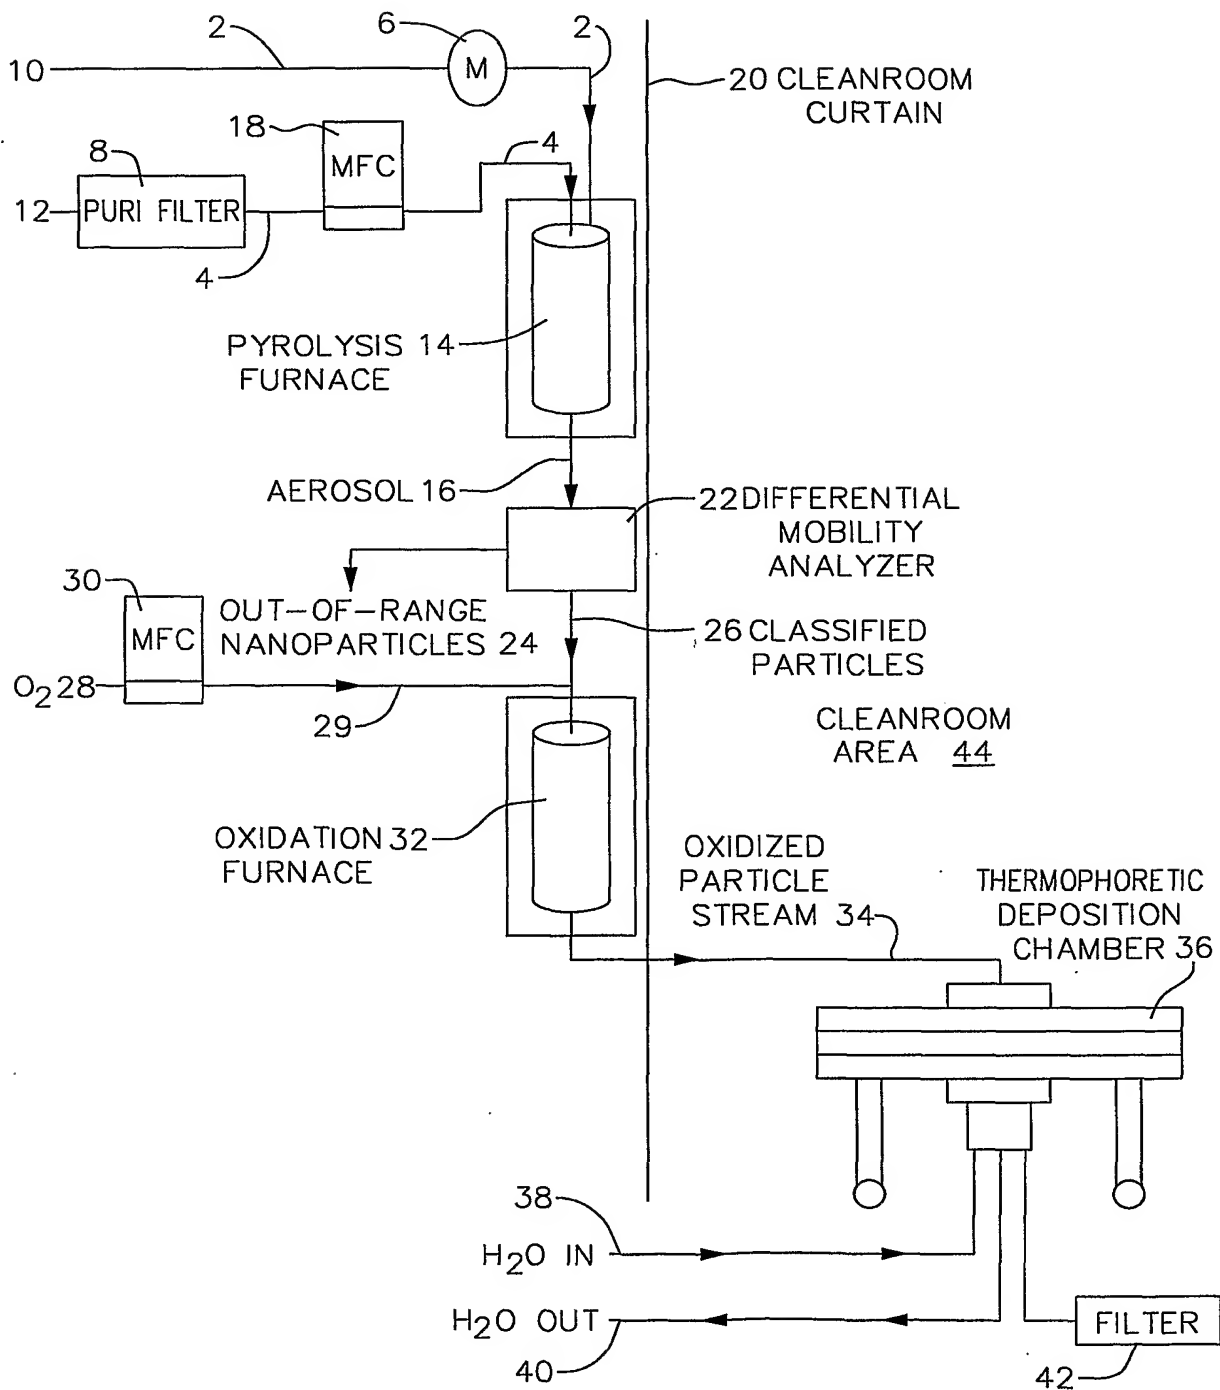 2
6
2
10
M
20 CLEANROOM
CURTAIN
18
MFC
4
8
12
PURI FILTER
4
PYROLYSIS 14
FURNACE
AEROSOL 16
22 DIFFERENTIAL
MOBILITY
ANALYZER
30
MFC
OUT-OF-RANGE
NANOPARTICLES 24
26 CLASSIFIED
PARTICLES
O2 28
29
CLEANROOM
AREA 44
OXIDATION 32
FURNACE
OXIDIZED
PARTICLE
STREAM 34
THERMOPHORETIC
DEPOSITION
CHAMBER 36
38
H2O IN
H2O OUT
40
FILTER
42